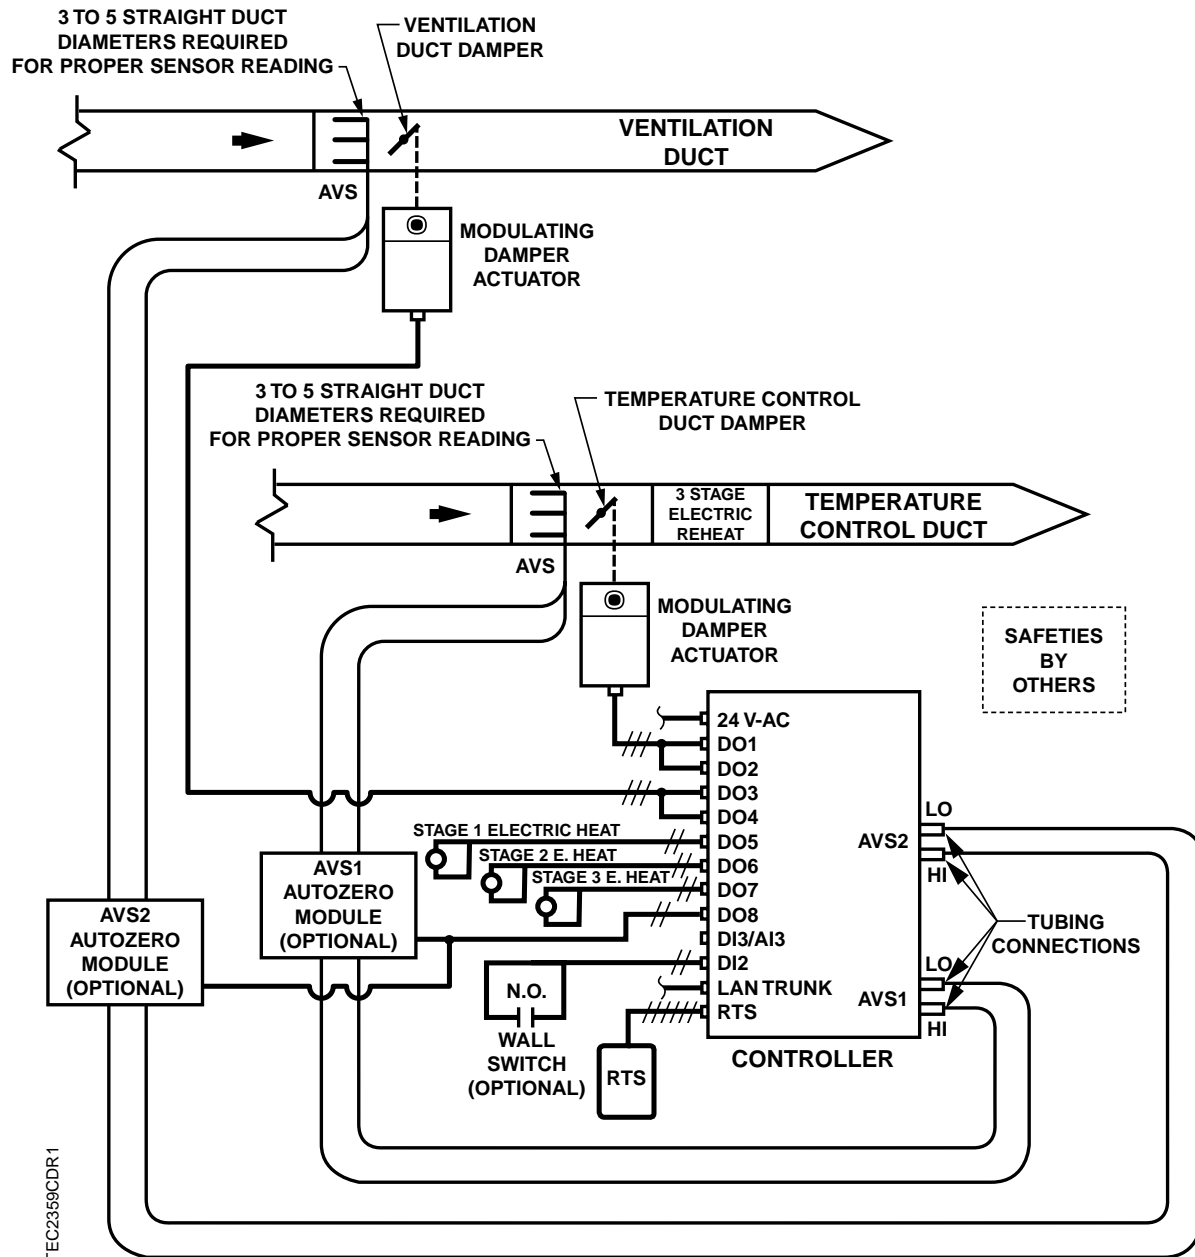 3 TO 5 STRAIGHT DUCT
DIAMETERS REQUIRED
FOR PROPER SENSOR READING
VENTILATION
DUCT DAMPER
VENTILATION
DUCT
AVS
MODULATING
DAMPER
ACTUATOR
3 TO 5 STRAIGHT DUCT
DIAMETERS REQUIRED
FOR PROPER SENSOR READING
TEMPERATURE CONTROL
DUCT DAMPER
3 STAGE
ELECTRIC
REHEAT
TEMPERATURE
CONTROL DUCT
AVS
MODULATING
DAMPER
ACTUATOR
SAFETIES
BY
OTHERS
24 V-AC
DO1
DO2
DO3
DO4
DO5
DO6
DO7
DO8
DI3/AI3
DI2
LAN TRUNK
RTS
AVS2
AVS1
LO
HI
LO
HI
TUBING
CONNECTIONS
CONTROLLER
STAGE 1 ELECTRIC HEAT
STAGE 2 E. HEAT
STAGE 3 E. HEAT
AVS1
AUTOZERO
MODULE
(OPTIONAL)
AVS2
AUTOZERO
MODULE
(OPTIONAL)
N.O.
WALL
SWITCH
(OPTIONAL)
RTS
TEC2359CDR1